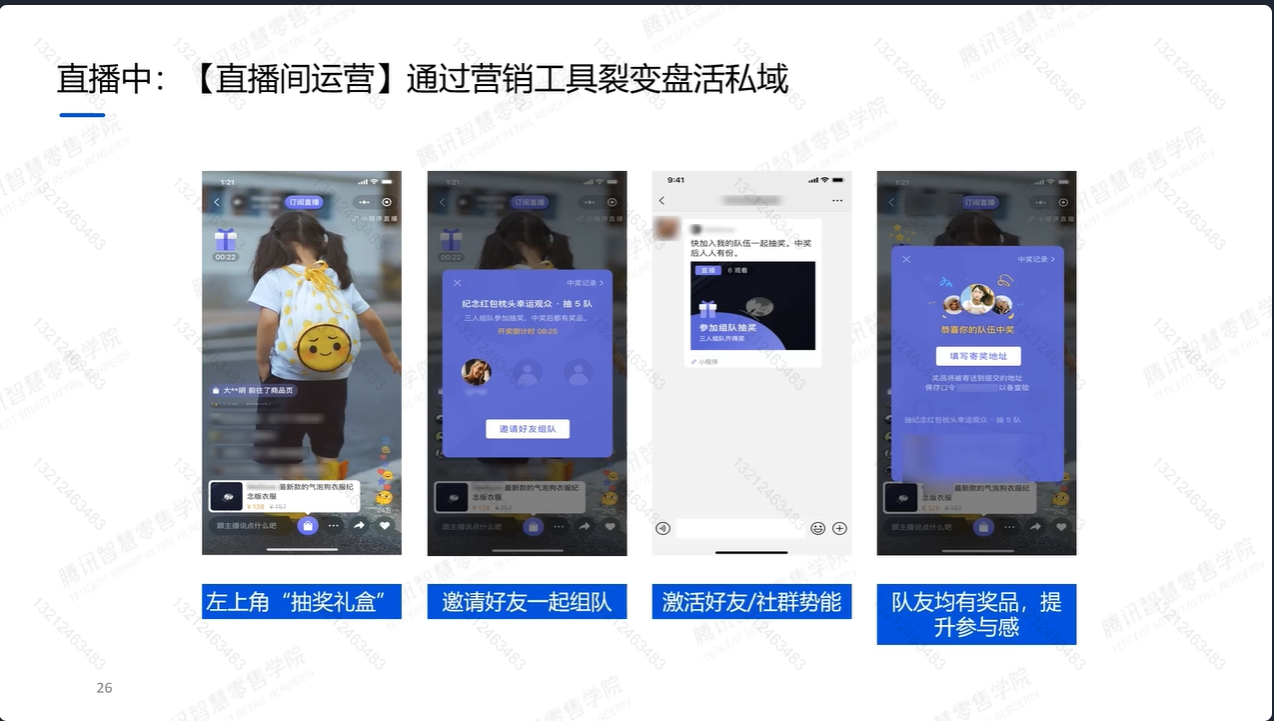 直播中：【直播间运营】通过营销工具裂变盘活私域
1:21
订阅直播
小程序直播
00:22
大**明 前往了商品页
最新款的气泡狗衣服纪
念版衣服
¥128 ¥157
跟主播说点什么吧
左上角“抽奖礼盒”
1:21
订阅直播
小程序直播
00:22
中奖记录
纪念红包枕头幸运观众 · 抽 5 队
三人组队参加抽奖，中奖后都有奖品。
开奖倒计时 08:25
邀请好友组队
最新款的气泡狗衣服纪
念版衣服
¥128 ¥157
跟主播说点什么吧
邀请好友一起组队
9:41
快加入我的队伍一起抽奖。中奖
后人人有份。
直播 6 观看
参加组队抽奖
三人组队齐得奖
小程序
激活好友/社群势能
1:21
订阅直播
小程序直播
中奖记录
恭喜你的队伍中奖
填写寄奖地址
奖品将被寄送到提交的地址
保存口令 以备查验
抽纪念红包枕头幸运观众 · 抽 5 队
最新款的气泡狗衣服纪
念版衣服
¥128 ¥157
跟主播说点什么吧
队友均有奖品，提
升参与感
26
腾讯智慧零售学院
TENCENT SMART RETAIL ACADEMY
13212463483